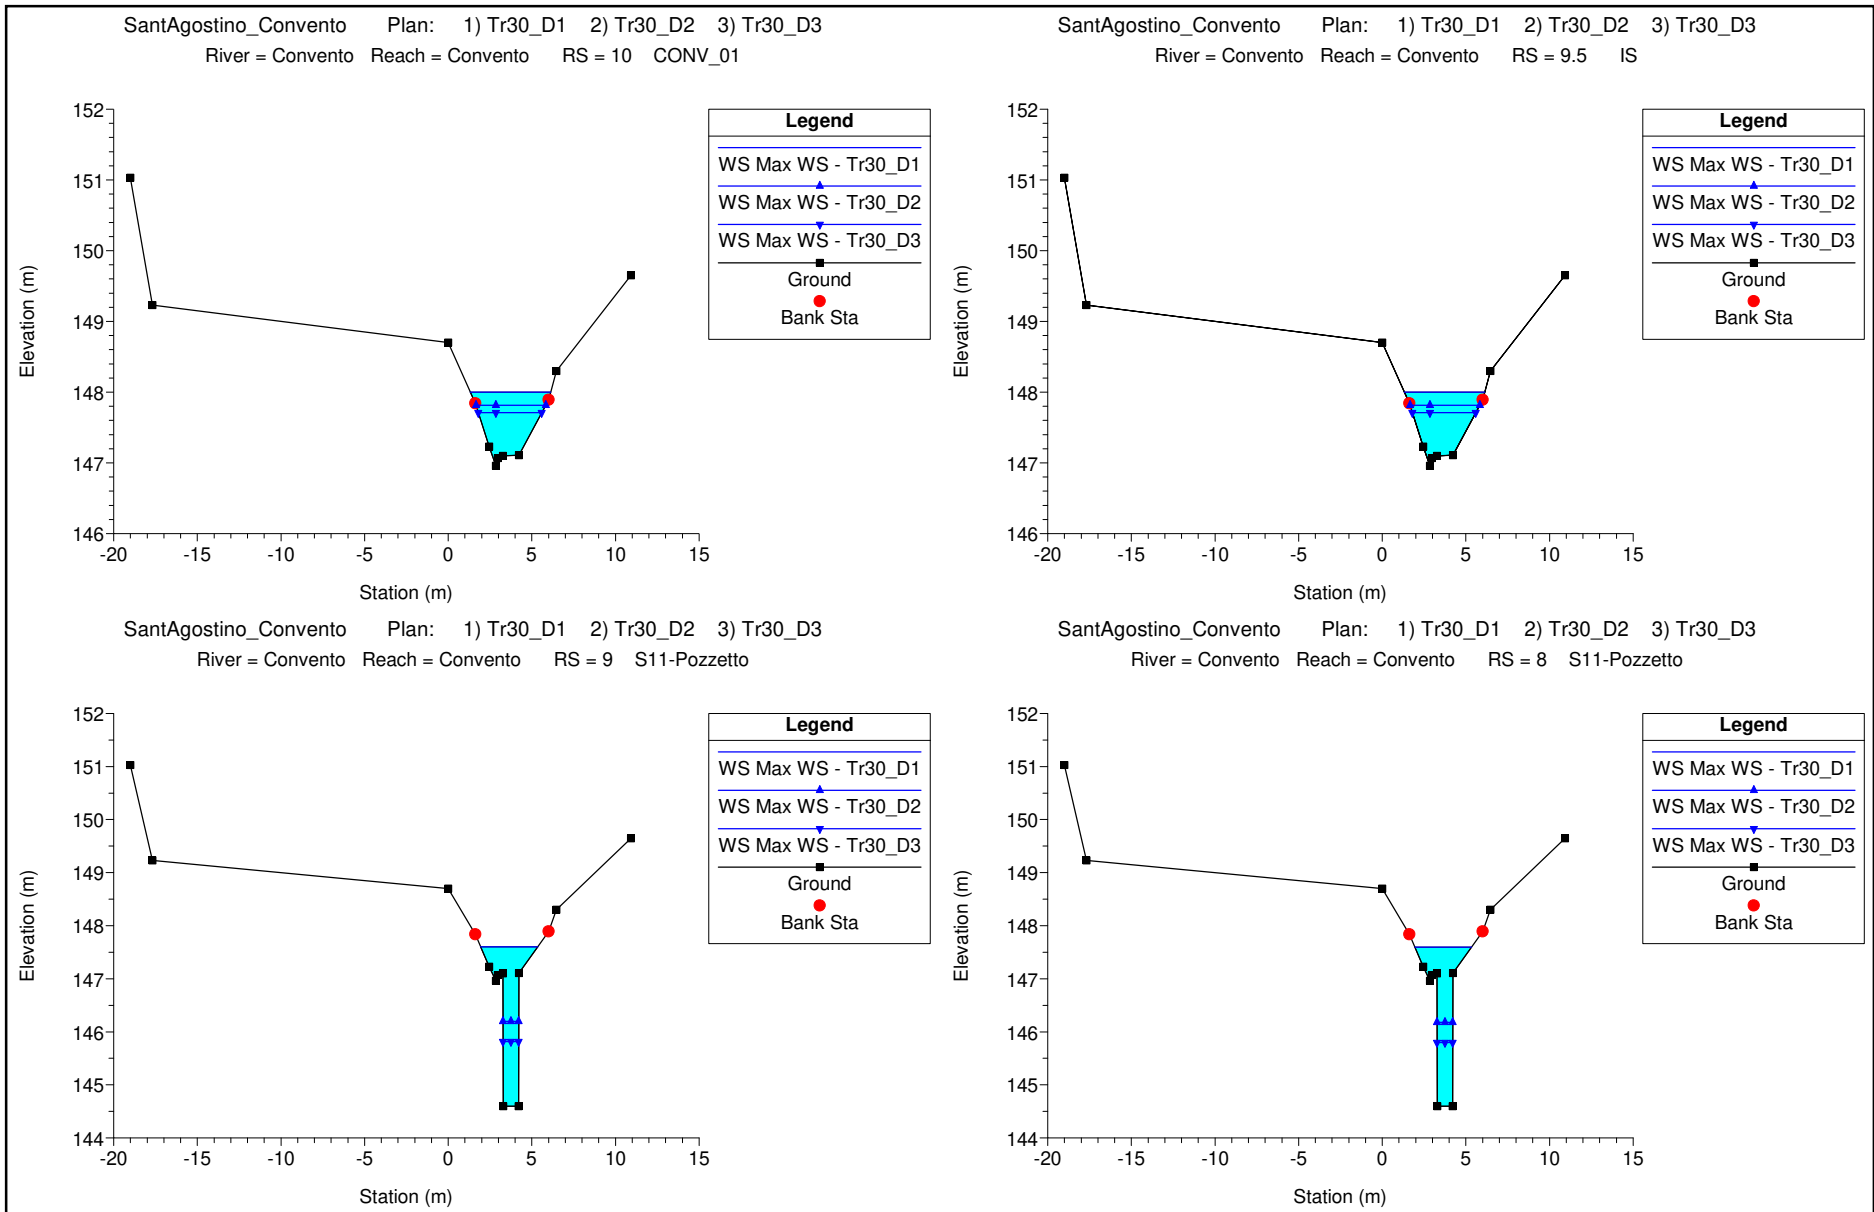 SantAgostino_Convento Plan: 1) Tr30_D1 2) Tr30_D2 3) Tr30_D3
River = Convento Reach = Convento RS = 10 CONV_01
152
151
150
149
148
147
146
-20 -15 -10 -5 0 5 10 15
Station (m)
Elevation (m)
Legend
WS Max WS - Tr30_D1
WS Max WS - Tr30_D2
WS Max WS - Tr30_D3
Ground
Bank Sta
SantAgostino_Convento Plan: 1) Tr30_D1 2) Tr30_D2 3) Tr30_D3
River = Convento Reach = Convento RS = 9.5 IS
152
151
150
149
148
147
146
-20 -15 -10 -5 0 5 10 15
Station (m)
Elevation (m)
Legend
WS Max WS - Tr30_D1
WS Max WS - Tr30_D2
WS Max WS - Tr30_D3
Ground
Bank Sta
SantAgostino_Convento Plan: 1) Tr30_D1 2) Tr30_D2 3) Tr30_D3
River = Convento Reach = Convento RS = 9 S11-Pozzetto
152
151
150
149
148
147
146
145
144
-20 -15 -10 -5 0 5 10 15
Station (m)
Elevation (m)
Legend
WS Max WS - Tr30_D1
WS Max WS - Tr30_D2
WS Max WS - Tr30_D3
Ground
Bank Sta
SantAgostino_Convento Plan: 1) Tr30_D1 2) Tr30_D2 3) Tr30_D3
River = Convento Reach = Convento RS = 8 S11-Pozzetto
152
151
150
149
148
147
146
145
144
-20 -15 -10 -5 0 5 10 15
Station (m)
Elevation (m)
Legend
WS Max WS - Tr30_D1
WS Max WS - Tr30_D2
WS Max WS - Tr30_D3
Ground
Bank Sta